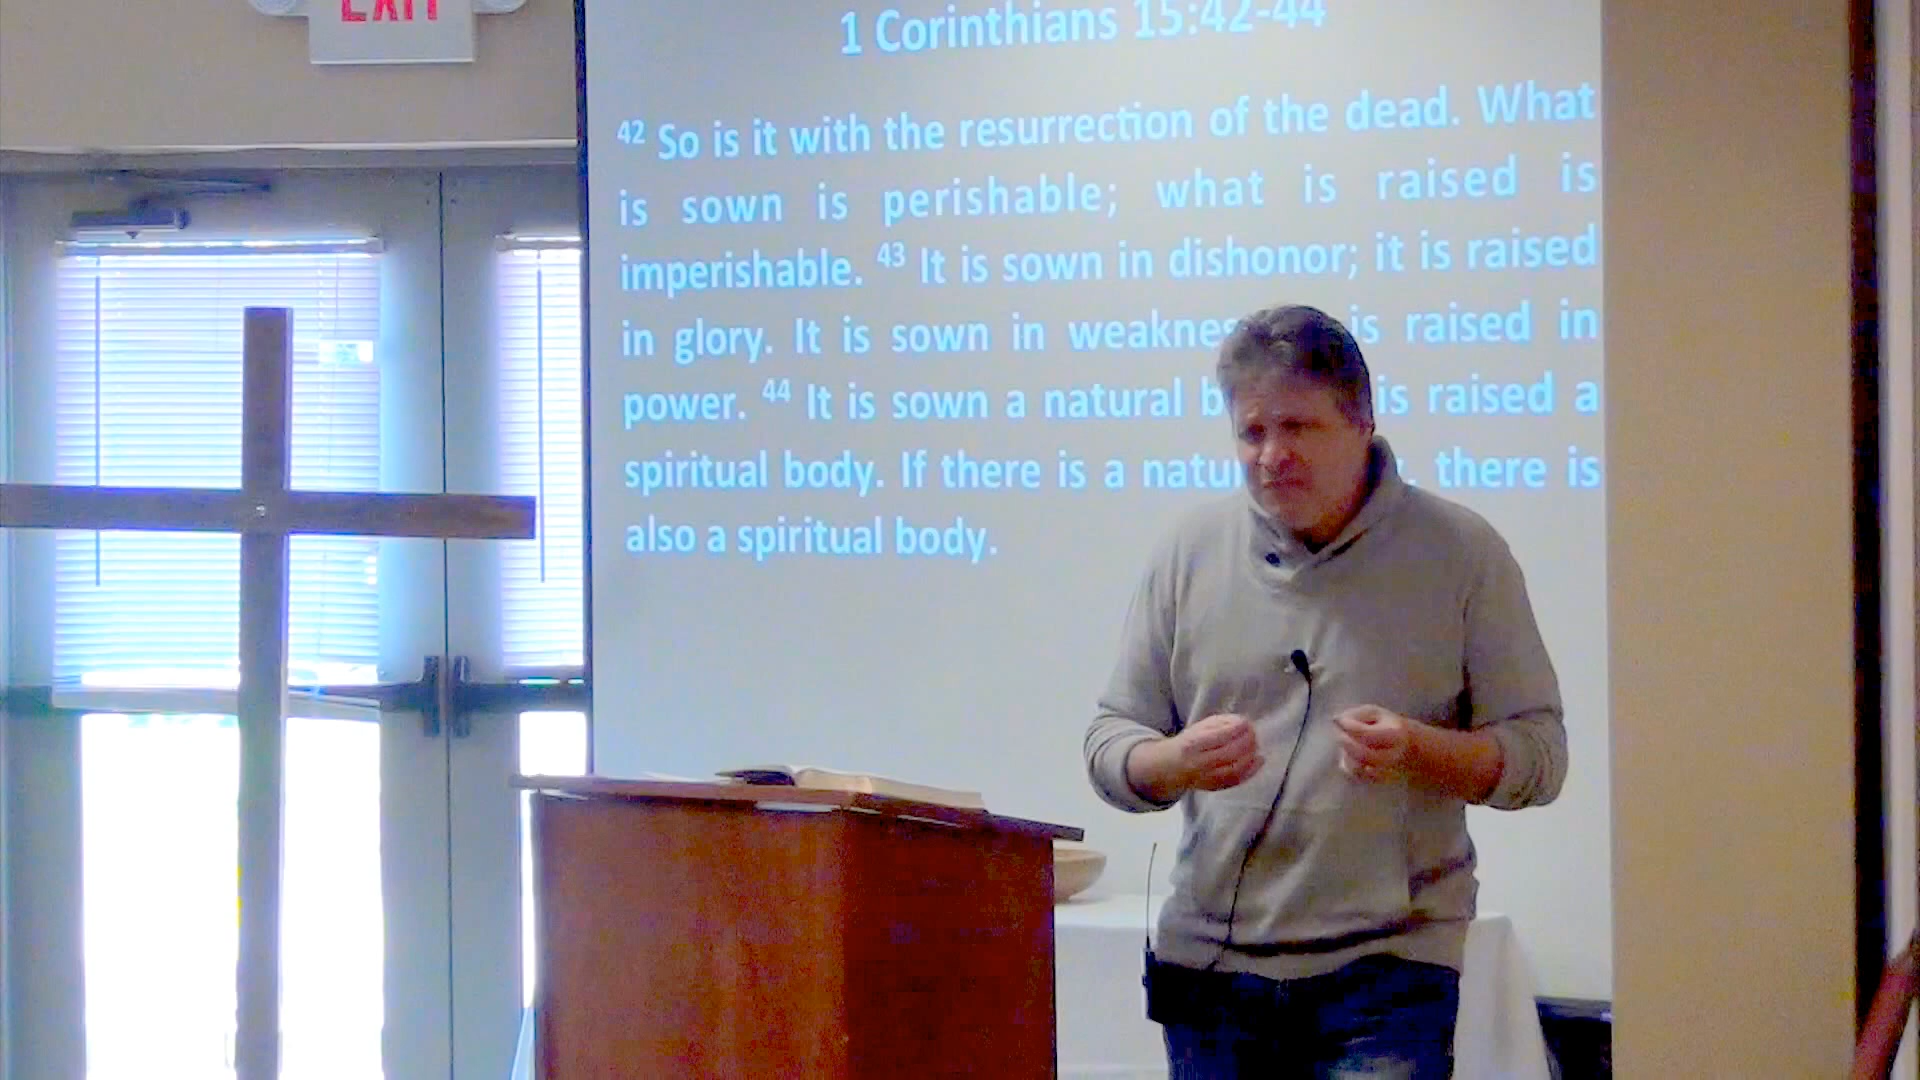 EXIT
1 Corinthians 15:42-44
42 So is it with the resurrection of the dead. What
is sown is perishable; what is raised is
imperishable. 43 It is sown in dishonor; it is raised
in glory. It is sown in is raised in
power. 44 It is sown a natural is raised a
spiritual body. If there is a there is
also a spiritual body.